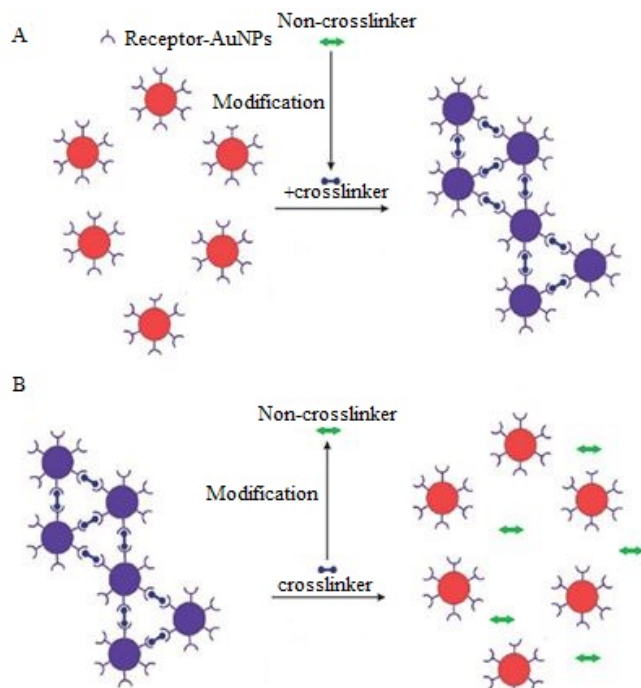 A
Receptor-AuNPs
Non-crosslinker
Modification
+crosslinker
B
Non-crosslinker
Modification
crosslinker